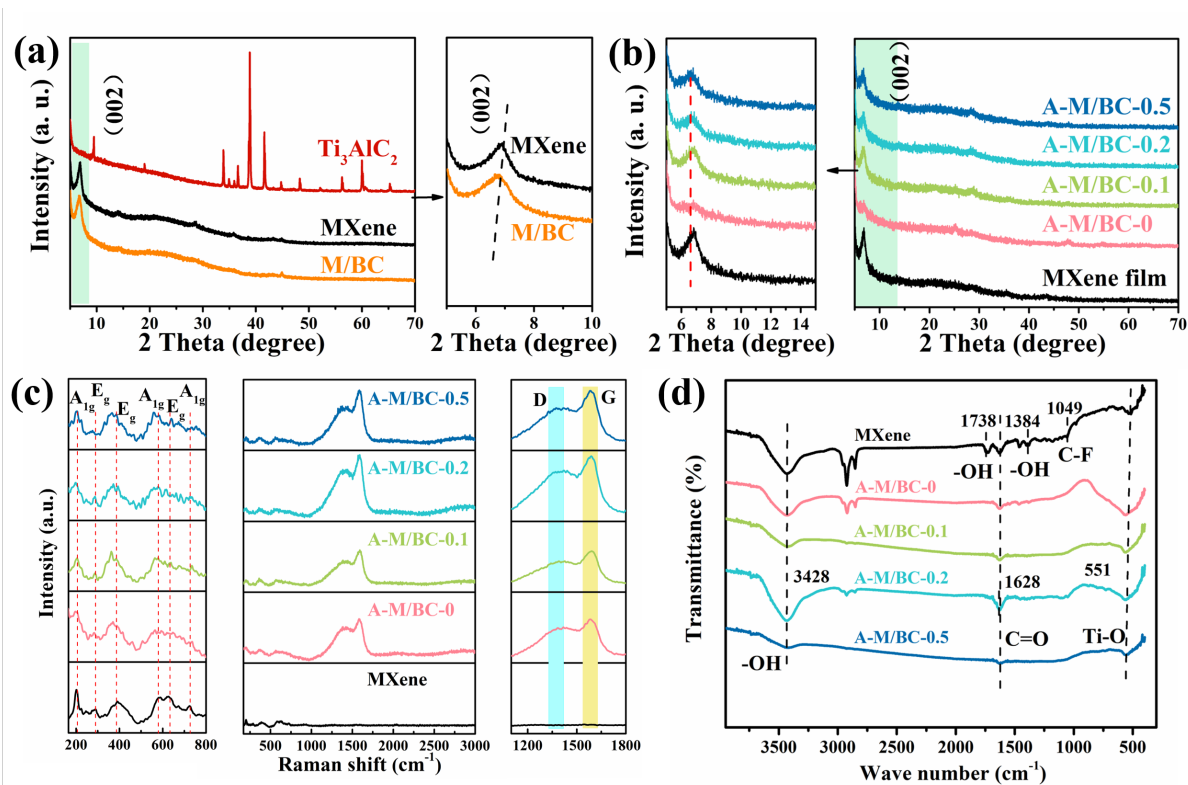 (a)
Intensity (a. u.)
(002)
Ti3AlC2
MXene
M/BC
10 20 30 40 50 60 70
2 Theta (degree)
(002)
MXene
M/BC
6 8 10
2 Theta (degree)
(b)
Intensity (a. u.)
6 7 8 9 10 11 12 13 14 15
2 Theta (degree)
(002)
A-M/BC-0.5
A-M/BC-0.2
A-M/BC-0.1
A-M/BC-0
MXene film
10 20 30 40 50 60 70
2 Theta (degree)
(c)
Intensity (a.u.)
A1g Eg Eg A1g Eg A1g
200 400 600 800
A-M/BC-0.5
A-M/BC-0.2
A-M/BC-0.1
A-M/BC-0
MXene
500 1000 1500 2000 2500 3000
Raman shift (cm-1)
D G
1200 1500 1800
(d)
Transmittance (%)
MXene
1738 1384 1049
-OH -OH C-F
A-M/BC-0
A-M/BC-0.1
3428 A-M/BC-0.2 1628 551
A-M/BC-0.5
-OH C=O Ti-O
3500 3000 2500 2000 1500 1000 500
Wave number (cm-1)